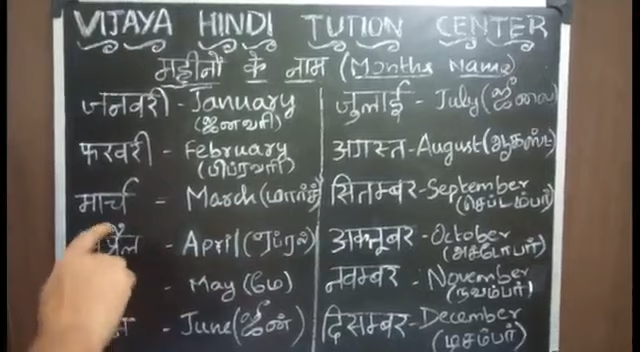 VIJAYA HINDI TUTION CENTER
महीनों के नाम (Months Name)
जनवरी - January
(ஜனவரி)
फरवरी - February
(பிப்ரவரி)
मार्च - March (மார்ச்)
- April (ஏப்ரல்)
- May (மே)
- June (ஜூன்)
जुलाई - July (ஜூலை)
अगस्त - August (ஆகஸ்ட்)
सितम्बर - September
(செப்டம்பர்)
अक्तूबर - October
(அக்டோபர்)
नवम्बर - November
(நவம்பர்)
दिसम्बर - December
(டிசம்பர்)